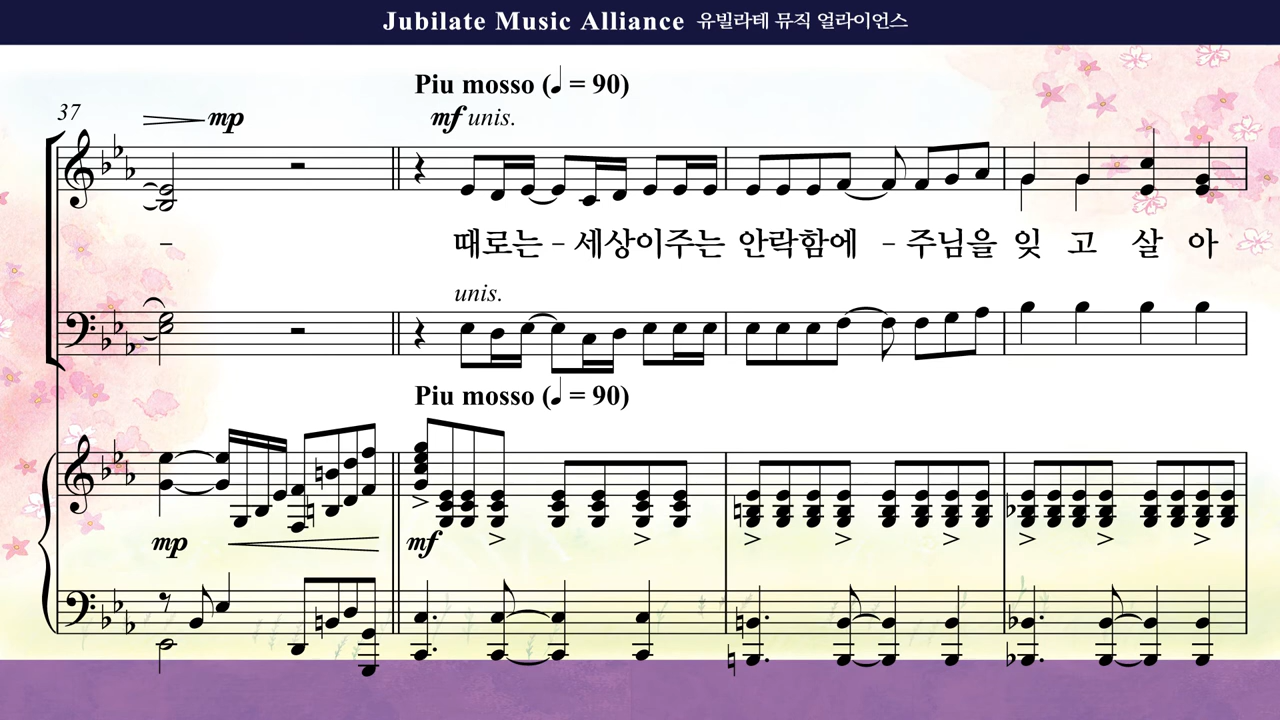 Jubilate Music Alliance 유빌라테 뮤직 얼라이언스
Piu mosso (♩ = 90)
37
mp
mf unis.
- 때로는 - 세상이주는 안락함에 - 주님을 잊 고 살 아
unis.
Piu mosso (♩ = 90)
mp
mf